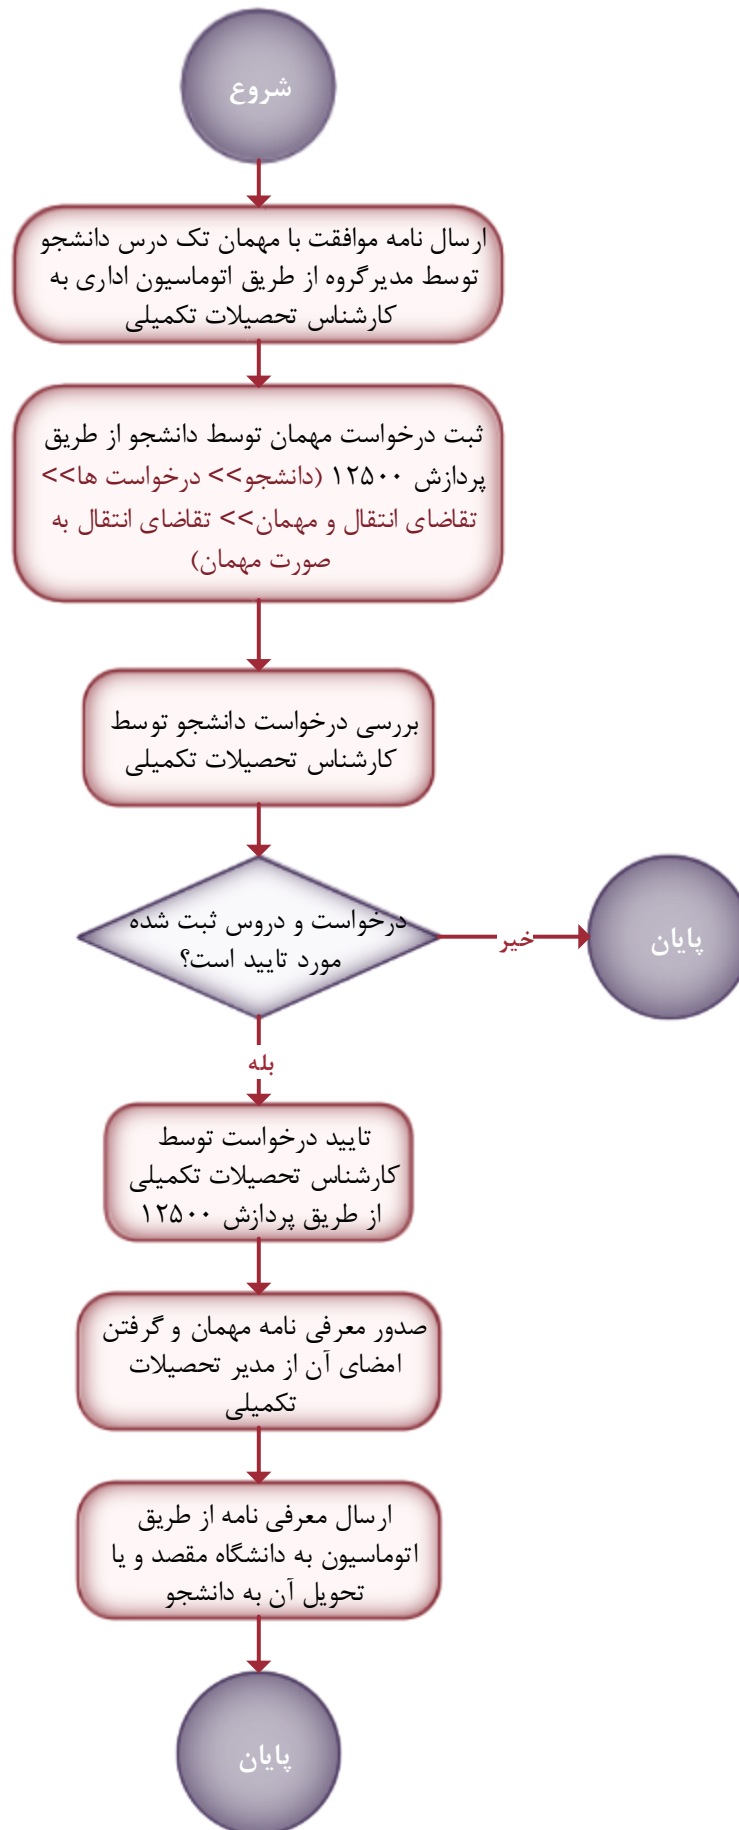 شروع
ارسال نامه موافقت با مهمان تک درس دانشجو
توسط مدیرگروه از طریق اتوماسیون اداری به
کارشناس تحصیلات تکمیلی
ثبت درخواست مهمان توسط دانشجو از طریق
پردازش ۱۲۵۰۰ (دانشجو>> درخواست ها>>
تقاضای انتقال و مهمان>> تقاضای انتقال به
صورت مهمان)
بررسی درخواست دانشجو توسط
کارشناس تحصیلات تکمیلی
درخواست و دروس ثبت شده
مورد تایید است؟
خیر
پایان
بله
تایید درخواست توسط
کارشناس تحصیلات تکمیلی
از طریق پردازش ۱۲۵۰۰
صدور معرفی نامه مهمان و گرفتن
امضای آن از مدیر تحصیلات
تکمیلی
ارسال معرفی نامه از طریق
اتوماسیون به دانشگاه مقصد و یا
تحویل آن به دانشجو
پایان